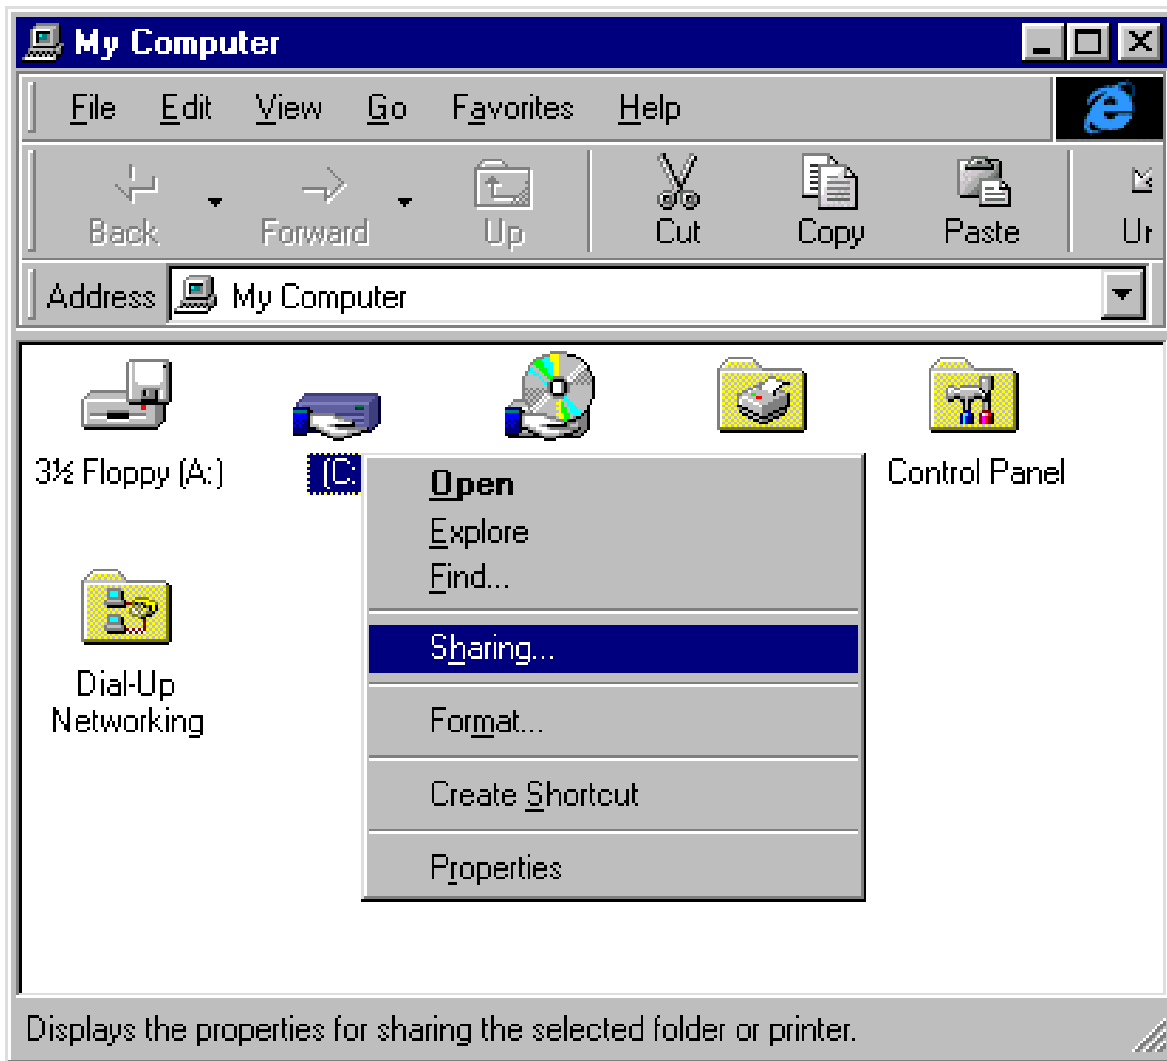 My Computer
File Edit View Go Favorites Help
Back Forward Up Cut Copy Paste
Address My Computer
3½ Floppy (A:) (C: Control Panel
Open
Explore
Find...
Sharing...
Dial-Up
Networking
Format...
Create Shortcut
Properties
Displays the properties for sharing the selected folder or printer.